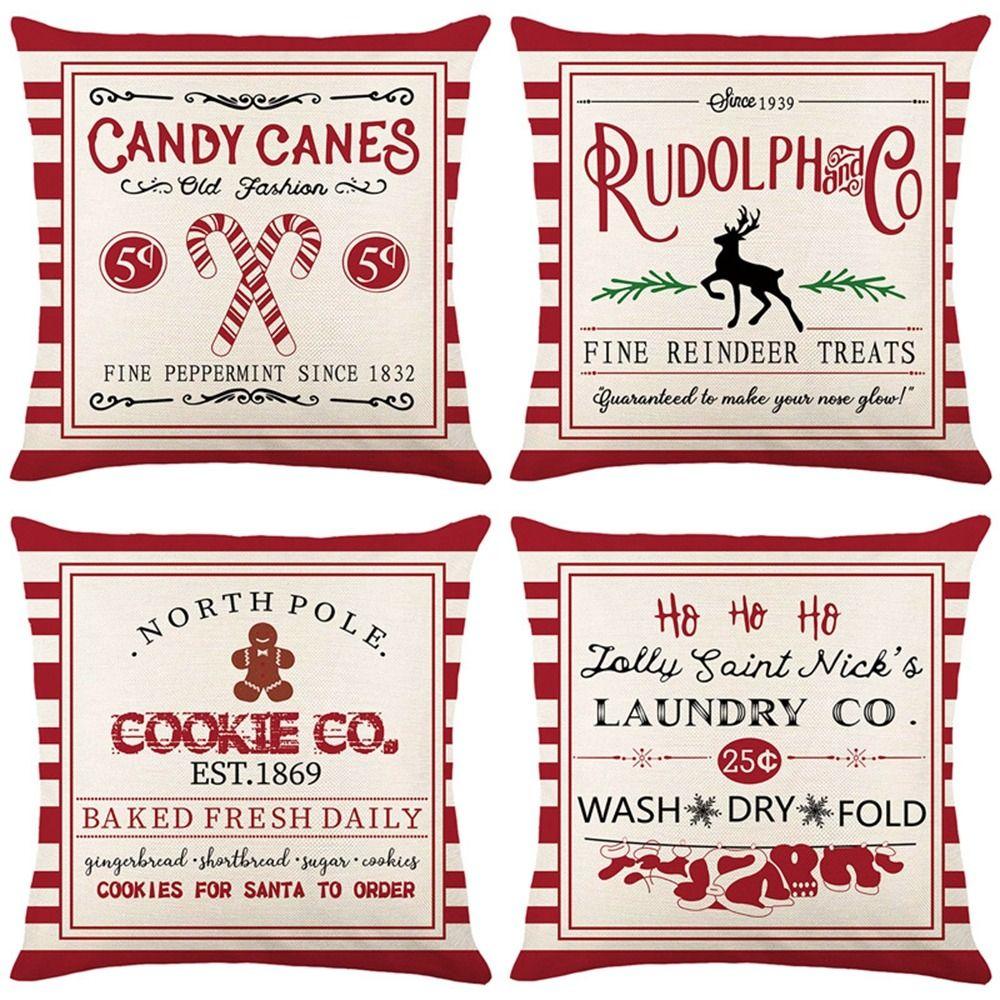 CANDY CANES
Old Fashion
5¢ 5¢
FINE PEPPERMINT SINCE 1832
Since 1939
RUDOLPH and CO
FINE REINDEER TREATS
"Guaranteed to make your nose glow!"
·NORTH POLE·
COOKIE CO.
EST.1869
BAKED FRESH DAILY
gingerbread ·shortbread ·sugar ·cookies
COOKIES FOR SANTA TO ORDER
Ho Ho Ho
Jolly Saint Nick's
LAUNDRY CO.
25¢
WASH DRY FOLD